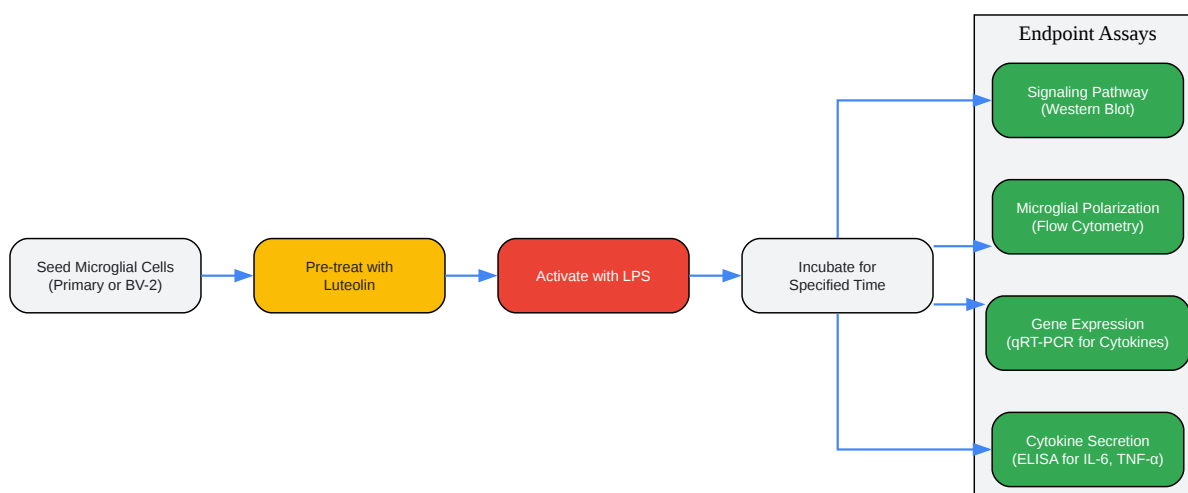 Endpoint Assays
Signaling Pathway
(Western Blot)
Microglial Polarization
(Flow Cytometry)
Seed Microglial Cells
(Primary or BV-2)
Pre-treat with
Luteolin
Activate with LPS
Incubate for
Specified Time
Gene Expression
(qRT-PCR for Cytokines)
Cytokine Secretion
(ELISA for IL-6, TNF-α)